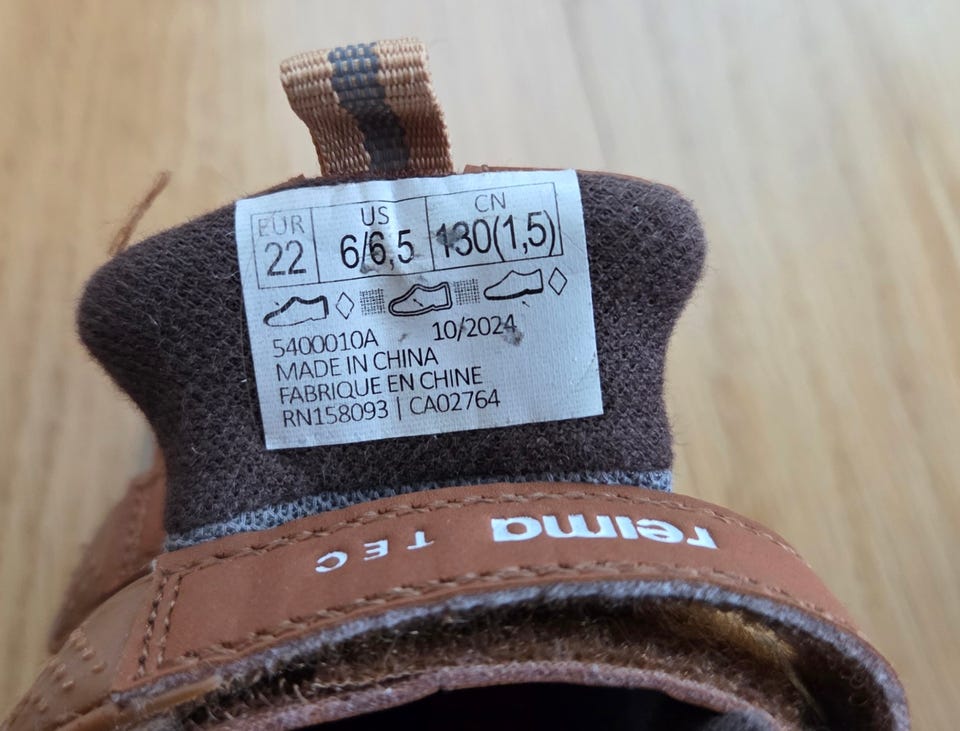 EUR US CN
22 6/6,5 130(1,5)
5400010A 10/2024
MADE IN CHINA
FABRIQUE EN CHINE
RN158093 | CA02764
reima TEC